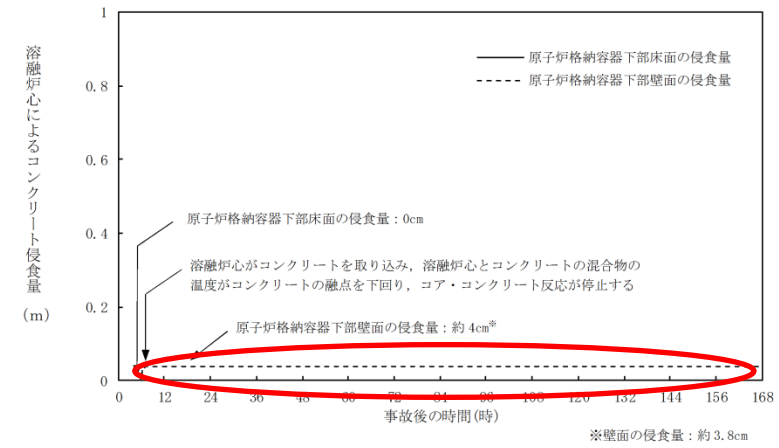 溶融炉心によるコンクリート侵食量
(m)
1
0.8
0.6
0.4
0.2
0
原子炉格納容器下部床面の侵食量
原子炉格納容器下部壁面の侵食量
原子炉格納容器下部床面の侵食量：0cm
溶融炉心がコンクリートを取り込み，溶融炉心とコンクリートの混合物の
温度がコンクリートの融点を下回り，コア・コンクリート反応が停止する
原子炉格納容器下部壁面の侵食量：約4cm※
0 12 24 36 48 60 72 84 96 108 120 132 144 156 168
事故後の時間(時)
※壁面の侵食量：約3.8cm